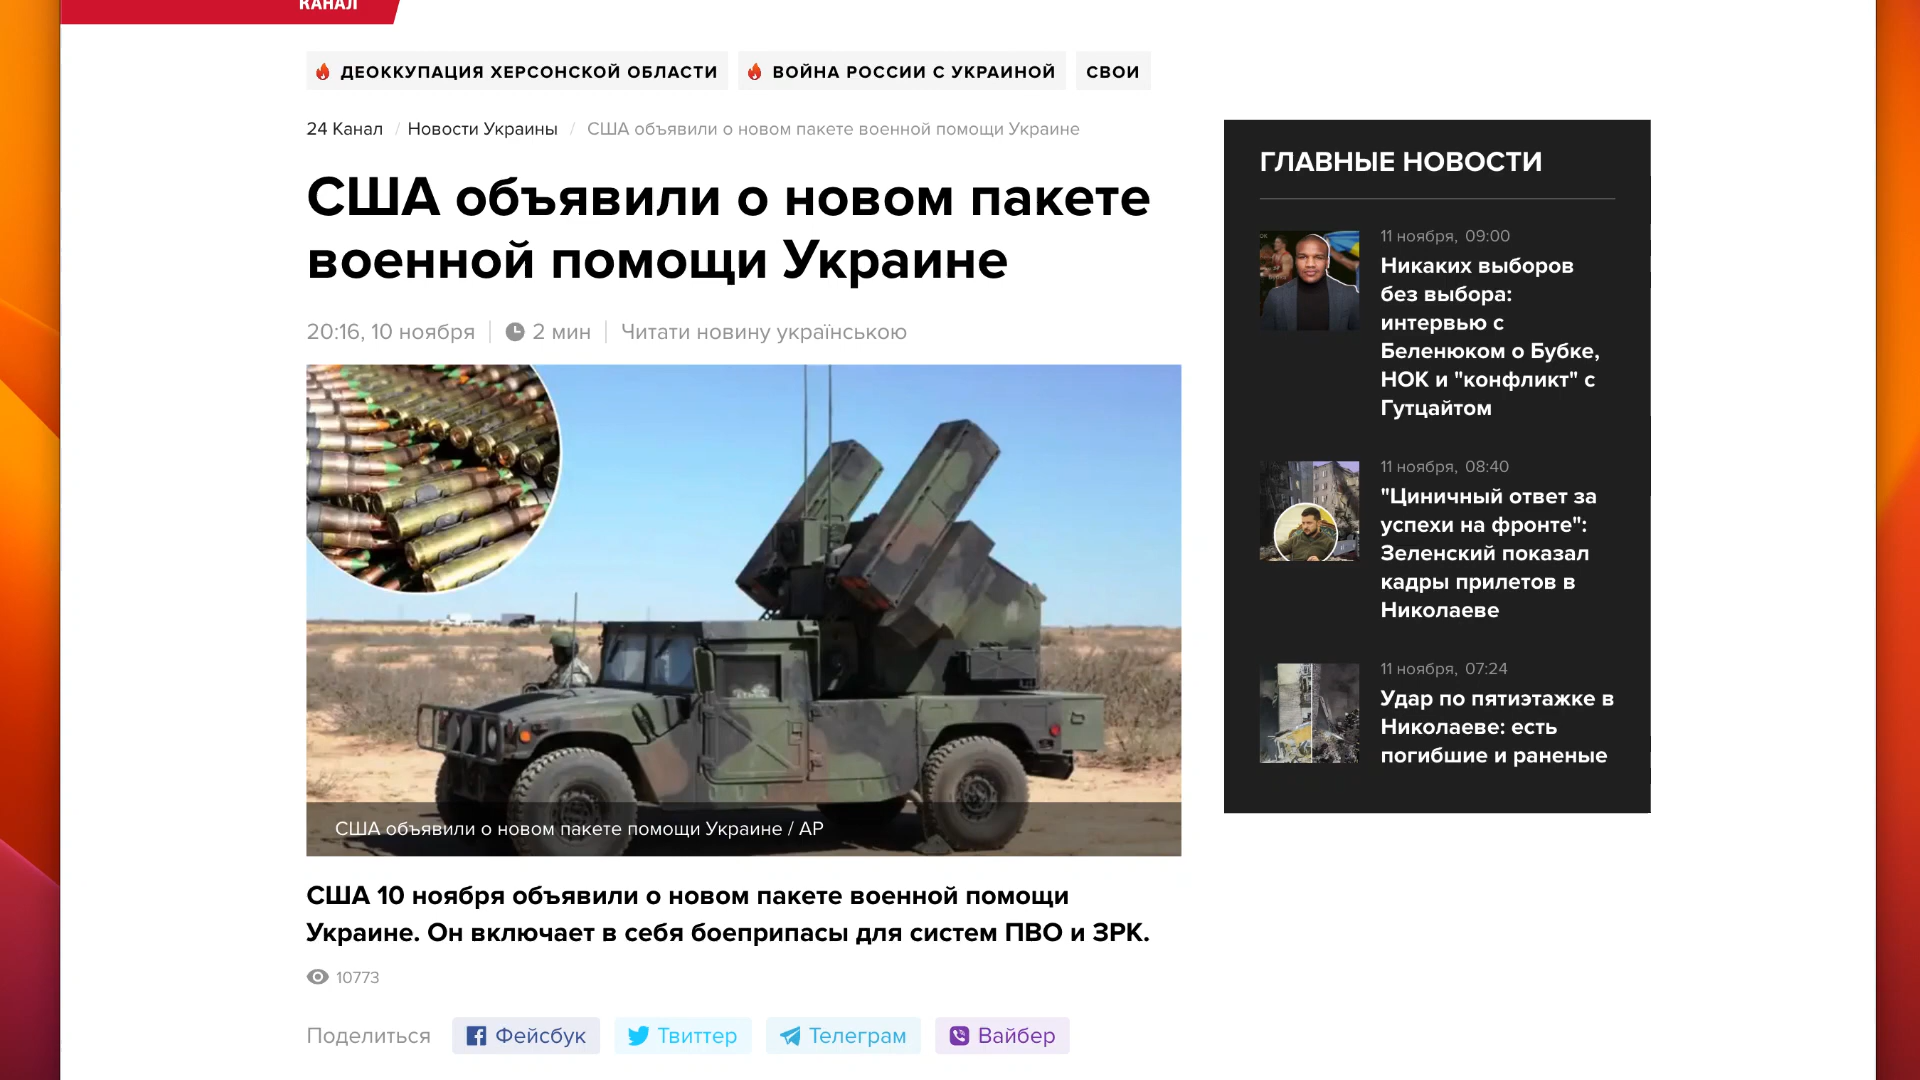 КАНАЛ
ДЕОККУПАЦИЯ ХЕРСОНСКОЙ ОБЛАСТИ
ВОЙНА РОССИИ С УКРАИНОЙ
СВОИ
24 Канал / Новости Украины / США объявили о новом пакете военной помощи Украине
США объявили о новом пакете
военной помощи Украине
20:16, 10 ноября
2 мин
Читати новину українською
США объявили о новом пакете помощи Украине / AP
США 10 ноября объявили о новом пакете военной помощи
Украине. Он включает в себя боеприпасы для систем ПВО и ЗРК.
10773
Поделиться
Фейсбук
Твиттер
Телеграм
Вайбер
ГЛАВНЫЕ НОВОСТИ
11 ноября, 09:00
Никаких выборов
без выбора:
интервью с
Беленюком о Бубке,
НОК и "конфликт" с
Гутцайтом
11 ноября, 08:40
"Циничный ответ за
успехи на фронте":
Зеленский показал
кадры прилетов в
Николаеве
11 ноября, 07:24
Удар по пятиэтажке в
Николаеве: есть
погибшие и раненые